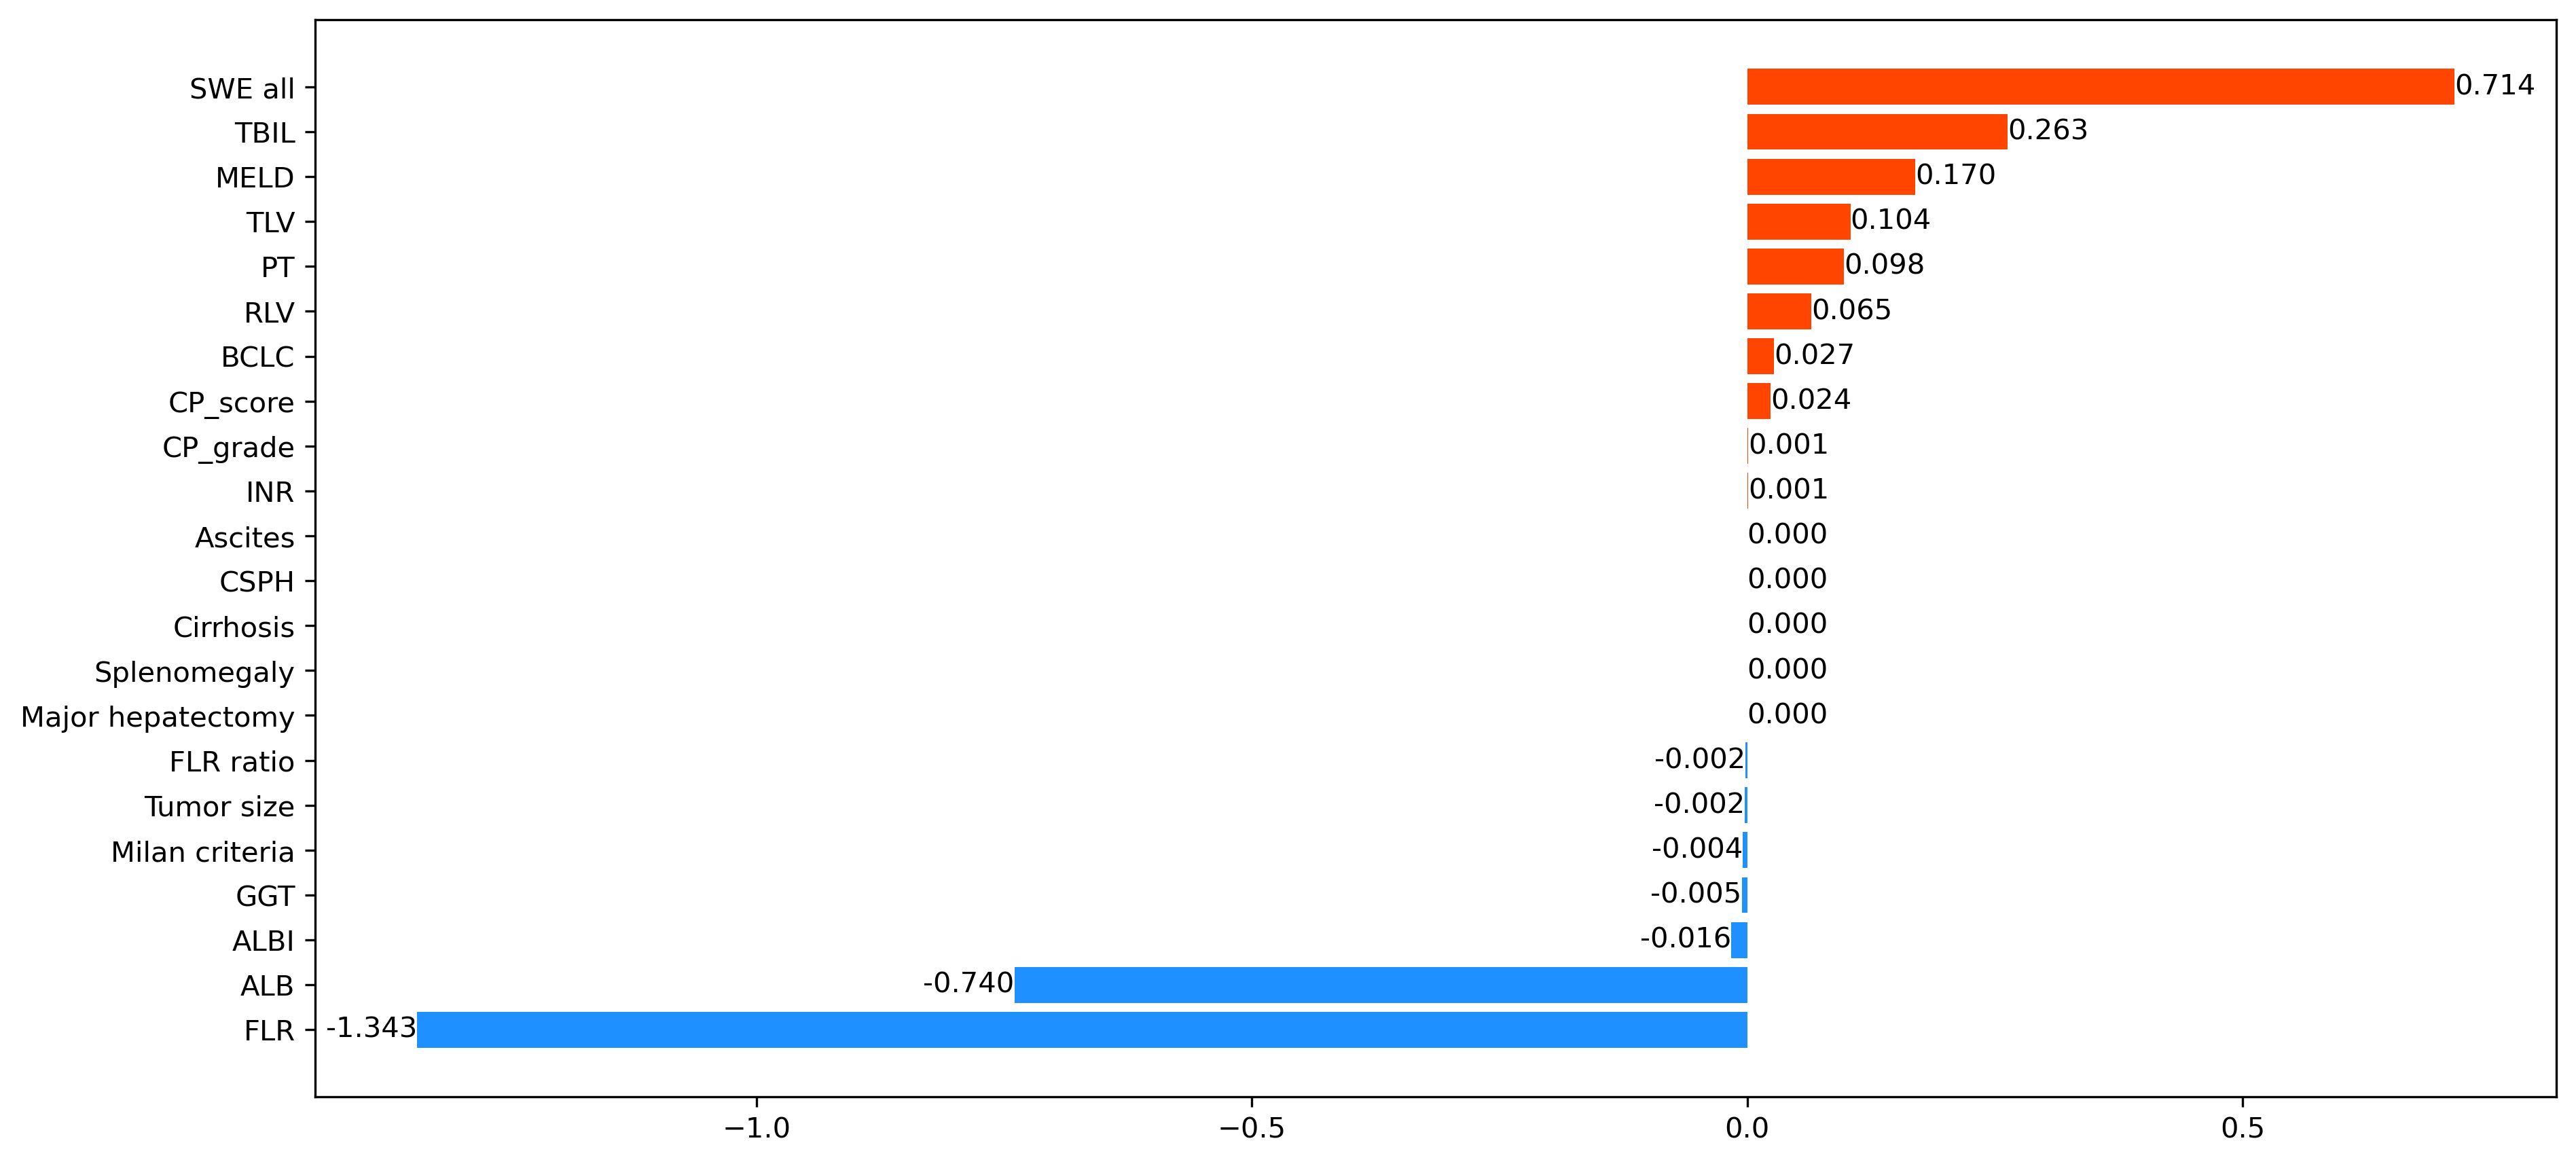 SWE all 0.714
TBIL 0.263
MELD 0.170
TLV 0.104
PT 0.098
RLV 0.065
BCLC 0.027
CP_score 0.024
CP_grade 0.001
INR 0.001
Ascites 0.000
CSPH 0.000
Cirrhosis 0.000
Splenomegaly 0.000
Major hepatectomy 0.000
FLR ratio -0.002
Tumor size -0.002
Milan criteria -0.004
GGT -0.005
ALBI -0.016
ALB -0.740
FLR -1.343
−1.0 −0.5 0.0 0.5